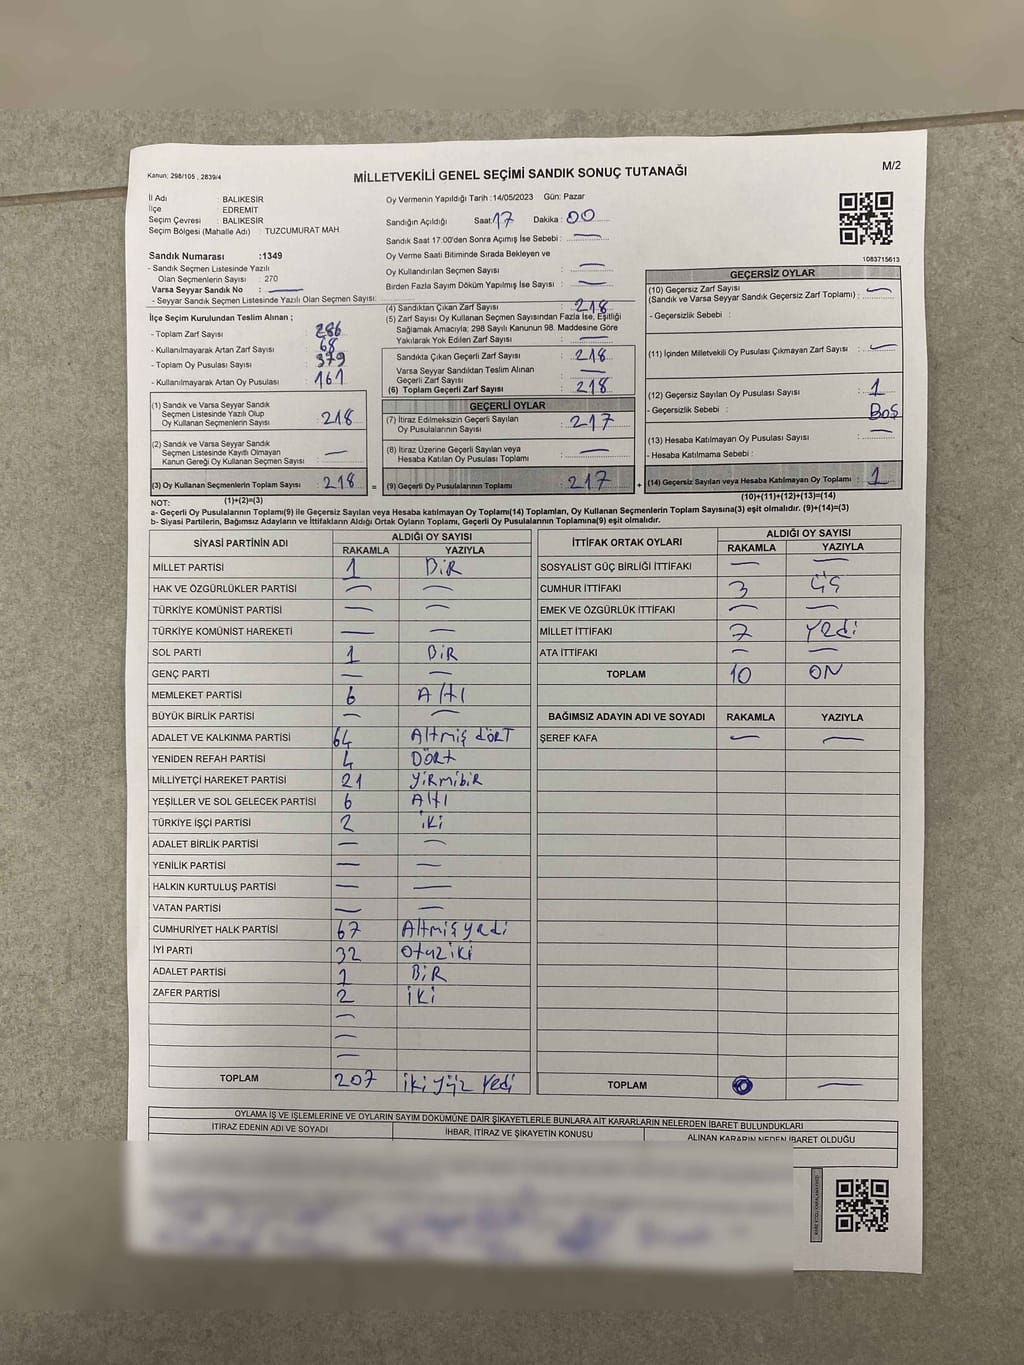 Kanun: 298/105 , 2839/4
MİLLETVEKİLİ GENEL SEÇİMİ SANDIK SONUÇ TUTANAĞI
M/2
İl Adı : BALIKESİR
İlçe : EDREMİT
Seçim Çevresi : BALIKESİR
Seçim Bölgesi (Mahalle Adı) : TUZCUMURAT MAH.
Oy Vermenin Yapıldığı Tarih :14/05/2023 Gün: Pazar
Sandığın Açıldığı Saat: 17 Dakika : 00
Sandık Saat 17:00'den Sonra Açımış İse Sebebi : —
Oy Verme Saati Bitiminde Sırada Bekleyen ve
Oy Kullandırılan Seçmen Sayısı —
Birden Fazla Sayım Döküm Yapılmış İse Sayısı : —
1083715613
Sandık Numarası :1349
- Sandık Seçmen Listesinde Yazılı
Olan Seçmenlerin Sayısı : 270
Varsa Seyyar Sandık No : —
- Seyyar Sandık Seçmen Listesinde Yazılı Olan Seçmen Sayısı:
İlçe Seçim Kurulundan Teslim Alınan ;
- Toplam Zarf Sayısı : 286
- Kullanılmayarak Artan Zarf Sayısı : 68
- Toplam Oy Pusulası Sayısı : 379
- Kullanılmayarak Artan Oy Pusulası : 161
(1) Sandık ve Varsa Seyyar Sandık
Seçmen Listesinde Yazılı Olup
Oy Kullanan Seçmenlerin Sayısı : 218
(2) Sandık ve Varsa Seyyar Sandık
Seçmen Listesinde Kayıtlı Olmayan
Kanun Gereği Oy Kullanan Seçmen Sayısı : —
(3) Oy Kullanan Seçmenlerin Toplam Sayısı : 218 =
(1)+(2)=(3)
(4) Sandıktan Çıkan Zarf Sayısı : 218
(5) Zarf Sayısı Oy Kullanan Seçmen Sayısından Fazla İse, Eşitliği
Sağlamak Amacıyla; 298 Sayılı Kanunun 98. Maddesine Göre
Yakılarak Yok Edilen Zarf Sayısı : —
Sandıkta Çıkan Geçerli Zarf Sayısı : 218
Varsa Seyyar Sandıktan Teslim Alınan
Geçerli Zarf Sayısı : —
(6) Toplam Geçerli Zarf Sayısı : 218
GEÇERLİ OYLAR
(7) İtiraz Edilmeksizin Geçerli Sayılan
Oy Pusulalarının Sayısı : 217
(8) İtiraz Üzerine Geçerli Sayılan veya
Hesaba Katılan Oy Pusulası Toplamı : —
(9) Geçerli Oy Pusulalarının Toplamı : 217 +
GEÇERSİZ OYLAR
(10) Geçersiz Zarf Sayısı
(Sandık ve Varsa Seyyar Sandık Geçersiz Zarf Toplamı) : —
- Geçersizlik Sebebi :
(11) İçinden Milletvekili Oy Pusulası Çıkmayan Zarf Sayısı : —
(12) Geçersiz Sayılan Oy Pusulası Sayısı : 1
- Geçersizlik Sebebi : BOŞ
(13) Hesaba Katılmayan Oy Pusulası Sayısı : —
- Hesaba Katılmama Sebebi :
(14) Geçersiz Sayılan veya Hesaba Katılmayan Oy Toplamı : 1
(10)+(11)+(12)+(13)=(14)
NOT:
a- Geçerli Oy Pusulalarının Toplamı(9) ile Geçersiz Sayılan veya Hesaba katılmayan Oy Toplamı(14) Toplamları, Oy Kullanan Seçmenlerin Toplam Sayısına(3) eşit olmalıdır. (9)+(14)=(3)
b- Siyasi Partilerin, Bağımsız Adayların ve İttifakların Aldığı Ortak Oyların Toplamı, Geçerli Oy Pusulalarının Toplamına(9) eşit olmalıdır.
SİYASİ PARTİNİN ADI ALDIĞI OY SAYISI
RAKAMLA YAZIYLA
MİLLET PARTİSİ 1 BİR
HAK VE ÖZGÜRLÜKLER PARTİSİ — —
TÜRKİYE KOMÜNİST PARTİSİ — —
TÜRKİYE KOMÜNİST HAREKETİ — —
SOL PARTİ 1 BİR
GENÇ PARTİ — —
MEMLEKET PARTİSİ 6 Altı
BÜYÜK BİRLİK PARTİSİ — —
ADALET VE KALKINMA PARTİSİ 64 Altmış dört
YENİDEN REFAH PARTİSİ 4 Dört
MİLLİYETÇİ HAREKET PARTİSİ 21 yirmibir
YEŞİLLER VE SOL GELECEK PARTİSİ 6 Altı
TÜRKİYE İŞÇİ PARTİSİ 2 iki
ADALET BİRLİK PARTİSİ — —
YENİLİK PARTİSİ — —
HALKIN KURTULUŞ PARTİSİ — —
VATAN PARTİSİ — —
CUMHURİYET HALK PARTİSİ 67 Altmışyedi
İYİ PARTİ 32 otuziki
ADALET PARTİSİ 1 BİR
ZAFER PARTİSİ 2 iki
—
—
—
TOPLAM 207 iki yüz yedi
İTTİFAK ORTAK OYLARI ALDIĞI OY SAYISI
RAKAMLA YAZIYLA
SOSYALİST GÜÇ BİRLİĞİ İTTİFAKI — —
CUMHUR İTTİFAKI 3 üç
EMEK VE ÖZGÜRLÜK İTTİFAKI — —
MİLLET İTTİFAKI 7 yedi
ATA İTTİFAKI — —
TOPLAM 10 ON
BAĞIMSIZ ADAYIN ADI VE SOYADI RAKAMLA YAZIYLA
ŞEREF KAFA — —
TOPLAM —
OYLAMA İŞ VE İŞLEMLERİNE VE OYLARIN SAYIM DÖKÜMÜNE DAİR ŞİKAYETLERLE BUNLARA AİT KARARLARIN NELERDEN İBARET BULUNDUKLARI
İTİRAZ EDENİN ADI VE SOYADI İHBAR, İTİRAZ VE ŞİKAYETİN KONUSU ALINAN KARARIN NEDEN İBARET OLDUĞU